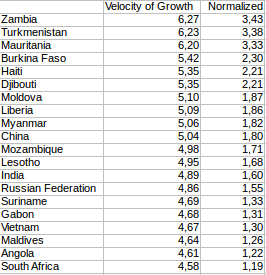 Velocity of Growth Normalized
Zambia 6,27 3,43
Turkmenistan 6,23 3,38
Mauritania 6,20 3,33
Burkina Faso 5,42 2,30
Haiti 5,35 2,21
Djibouti 5,35 2,21
Moldova 5,10 1,87
Liberia 5,09 1,86
Myanmar 5,06 1,82
China 5,04 1,80
Mozambique 4,98 1,71
Lesotho 4,95 1,68
India 4,89 1,60
Russian Federation 4,86 1,55
Suriname 4,69 1,33
Gabon 4,68 1,31
Vietnam 4,67 1,30
Maldives 4,64 1,26
Angola 4,61 1,22
South Africa 4,58 1,19